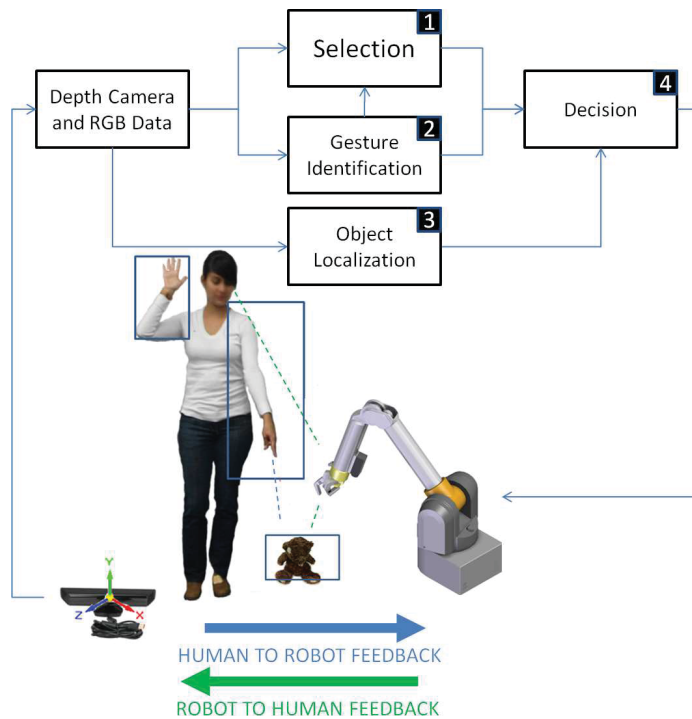 1
Selection
Depth Camera
and RGB Data
4
Decision
2
Gesture
Identification
3
Object
Localization
Y
Z
X
HUMAN TO ROBOT FEEDBACK
ROBOT TO HUMAN FEEDBACK